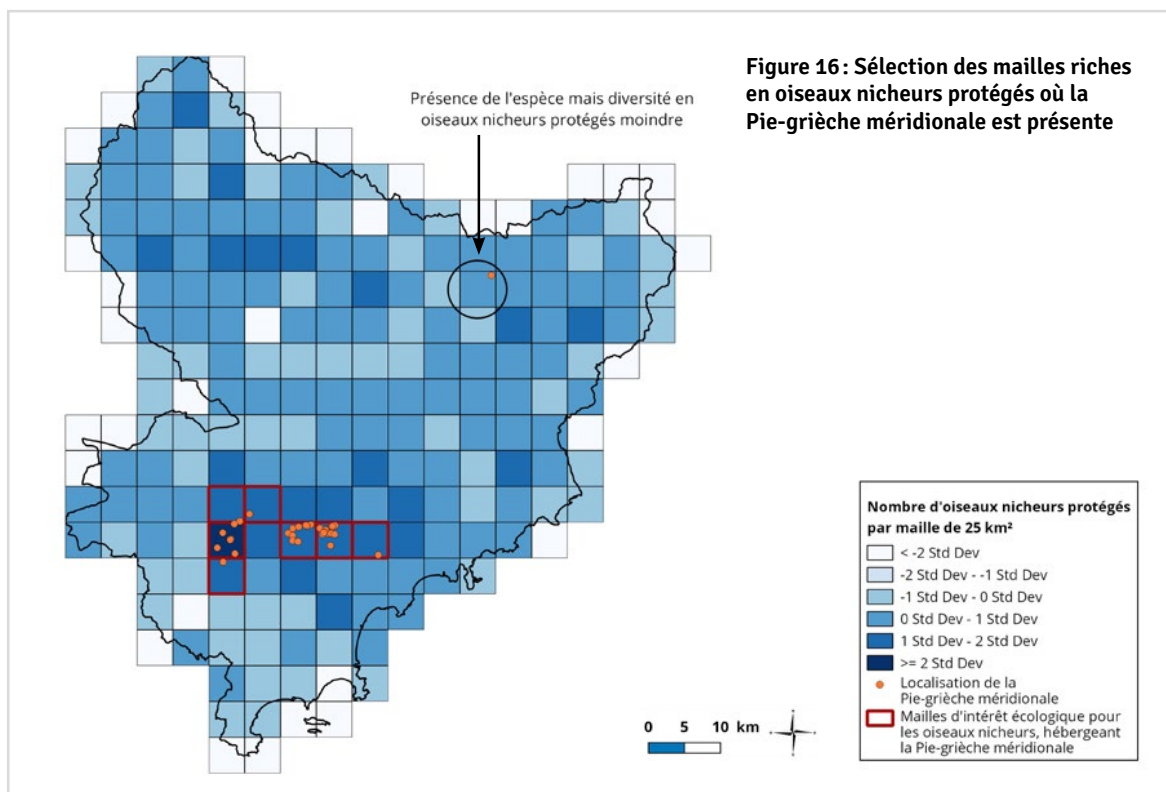 Figure 16 : Sélection des mailles riches
en oiseaux nicheurs protégés où la
Pie-grièche méridionale est présente
Présence de l'espèce mais diversité en
oiseaux nicheurs protégés moindre
Nombre d'oiseaux nicheurs protégés
par maille de 25 km²
< -2 Std Dev
-2 Std Dev - -1 Std Dev
-1 Std Dev - 0 Std Dev
0 Std Dev - 1 Std Dev
1 Std Dev - 2 Std Dev
>= 2 Std Dev
Localisation de la
Pie-grièche méridionale
Mailles d'intérêt écologique pour
les oiseaux nicheurs, hébergeant
la Pie-grièche méridionale
0 5 10 km